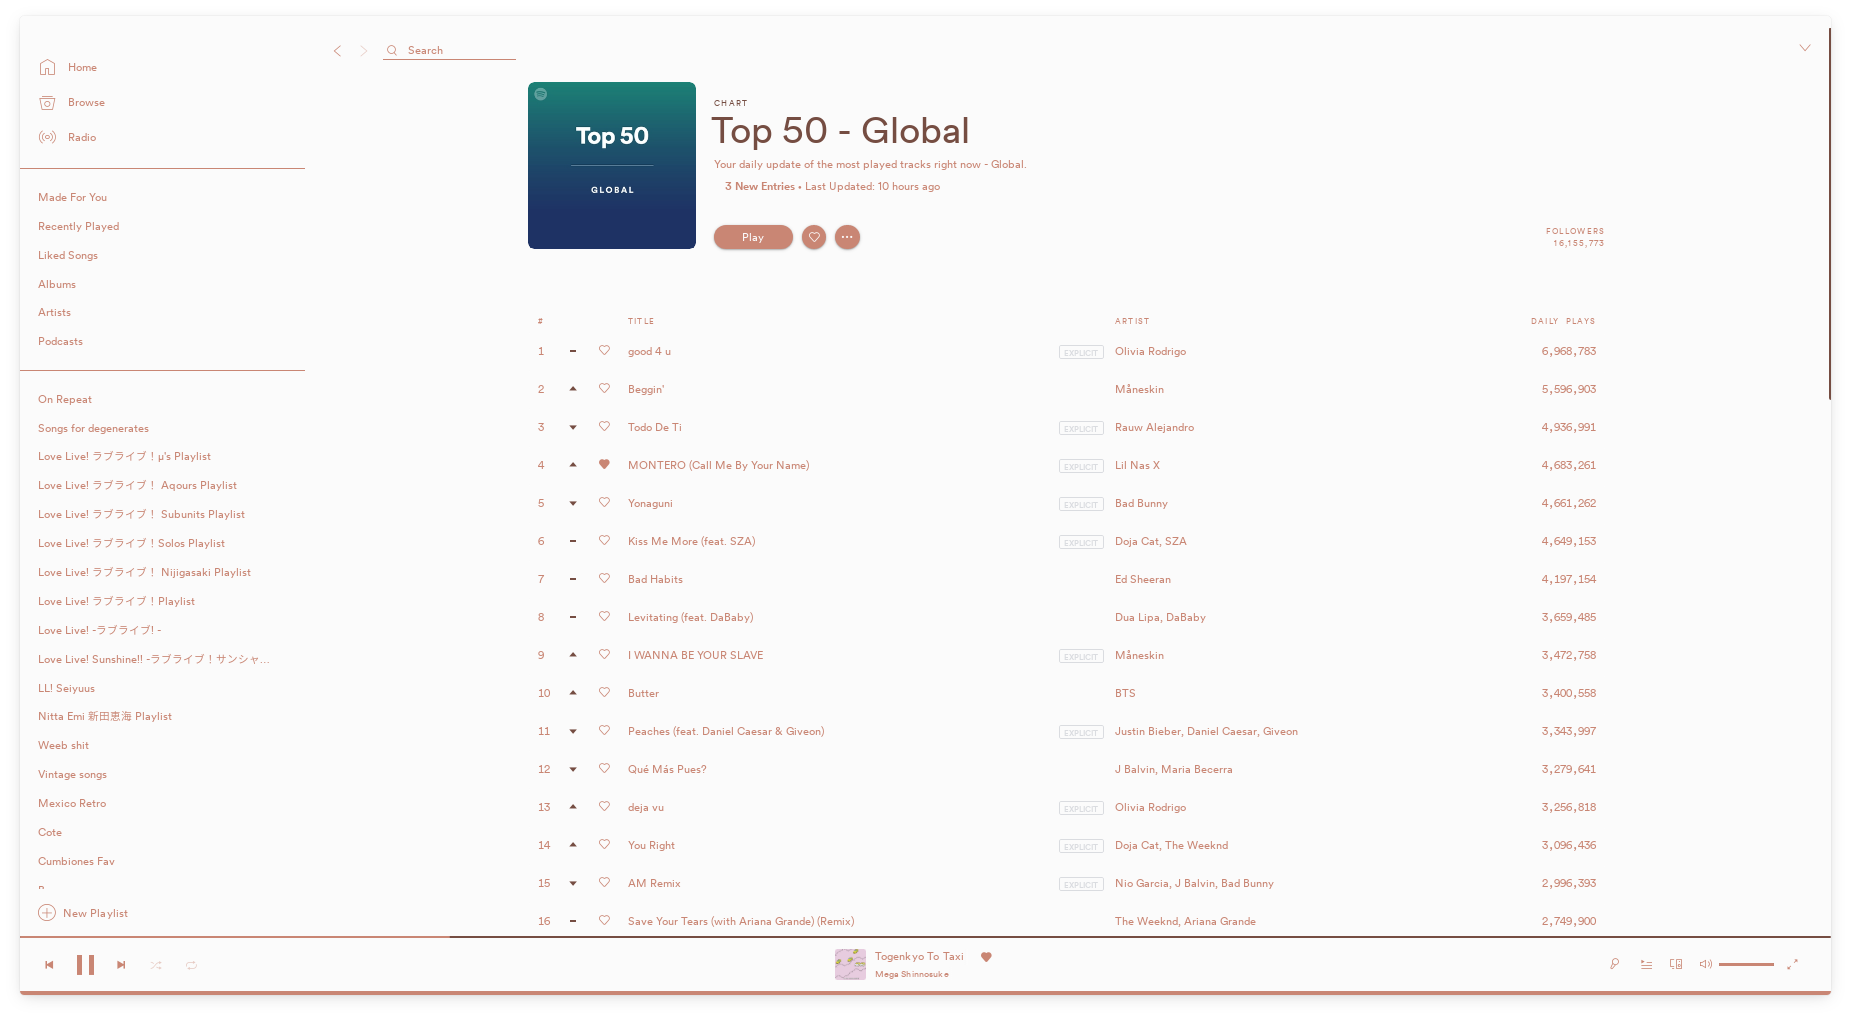 Home
Browse
Radio
Made For You
Recently Played
Liked Songs
Albums
Artists
Podcasts
On Repeat
Songs for degenerates
Love Live! ラブライブ！μ's Playlist
Love Live! ラブライブ！ Aqours Playlist
Love Live! ラブライブ！ Subunits Playlist
Love Live! ラブライブ！Solos Playlist
Love Live! ラブライブ！ Nijigasaki Playlist
Love Live! ラブライブ！Playlist
Love Live! -ラブライブ! -
Love Live! Sunshine!! -ラブライブ！サンシャ...
LL! Seiyuus
Nitta Emi 新田恵海 Playlist
Weeb shit
Vintage songs
Mexico Retro
Cote
Cumbiones Fav
New Playlist
Search
Top 50
GLOBAL
CHART
Top 50 - Global
Your daily update of the most played tracks right now - Global.
3 New Entries • Last Updated: 10 hours ago
Play
FOLLOWERS
16,155,773
# TITLE ARTIST DAILY PLAYS
1 good 4 u EXPLICIT Olivia Rodrigo 6,968,783
2 Beggin' Måneskin 5,596,903
3 Todo De Ti EXPLICIT Rauw Alejandro 4,936,991
4 MONTERO (Call Me By Your Name) EXPLICIT Lil Nas X 4,683,261
5 Yonaguni EXPLICIT Bad Bunny 4,661,262
6 Kiss Me More (feat. SZA) EXPLICIT Doja Cat, SZA 4,649,153
7 Bad Habits Ed Sheeran 4,197,154
8 Levitating (feat. DaBaby) Dua Lipa, DaBaby 3,659,485
9 I WANNA BE YOUR SLAVE EXPLICIT Måneskin 3,472,758
10 Butter BTS 3,400,558
11 Peaches (feat. Daniel Caesar & Giveon) EXPLICIT Justin Bieber, Daniel Caesar, Giveon 3,343,997
12 Qué Más Pues? J Balvin, Maria Becerra 3,279,641
13 deja vu EXPLICIT Olivia Rodrigo 3,256,818
14 You Right EXPLICIT Doja Cat, The Weeknd 3,096,436
15 AM Remix EXPLICIT Nio Garcia, J Balvin, Bad Bunny 2,996,393
16 Save Your Tears (with Ariana Grande) (Remix) The Weeknd, Ariana Grande 2,749,900
Togenkyo To Taxi
Mega Shinnosuke